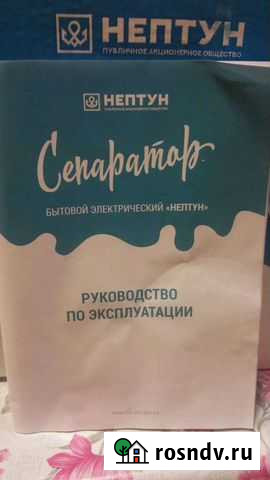 НЕПТУН
ПУБЛИЧНОЕ АКЦИОНЕРНОЕ ОБЩЕСТВО
НЕПТУН
Сепаратор
БЫТОВОЙ ЭЛЕКТРИЧЕСКИЙ «НЕПТУН»
РУКОВОДСТВО
ПО ЭКСПЛУАТАЦИИ
rosndv.ru